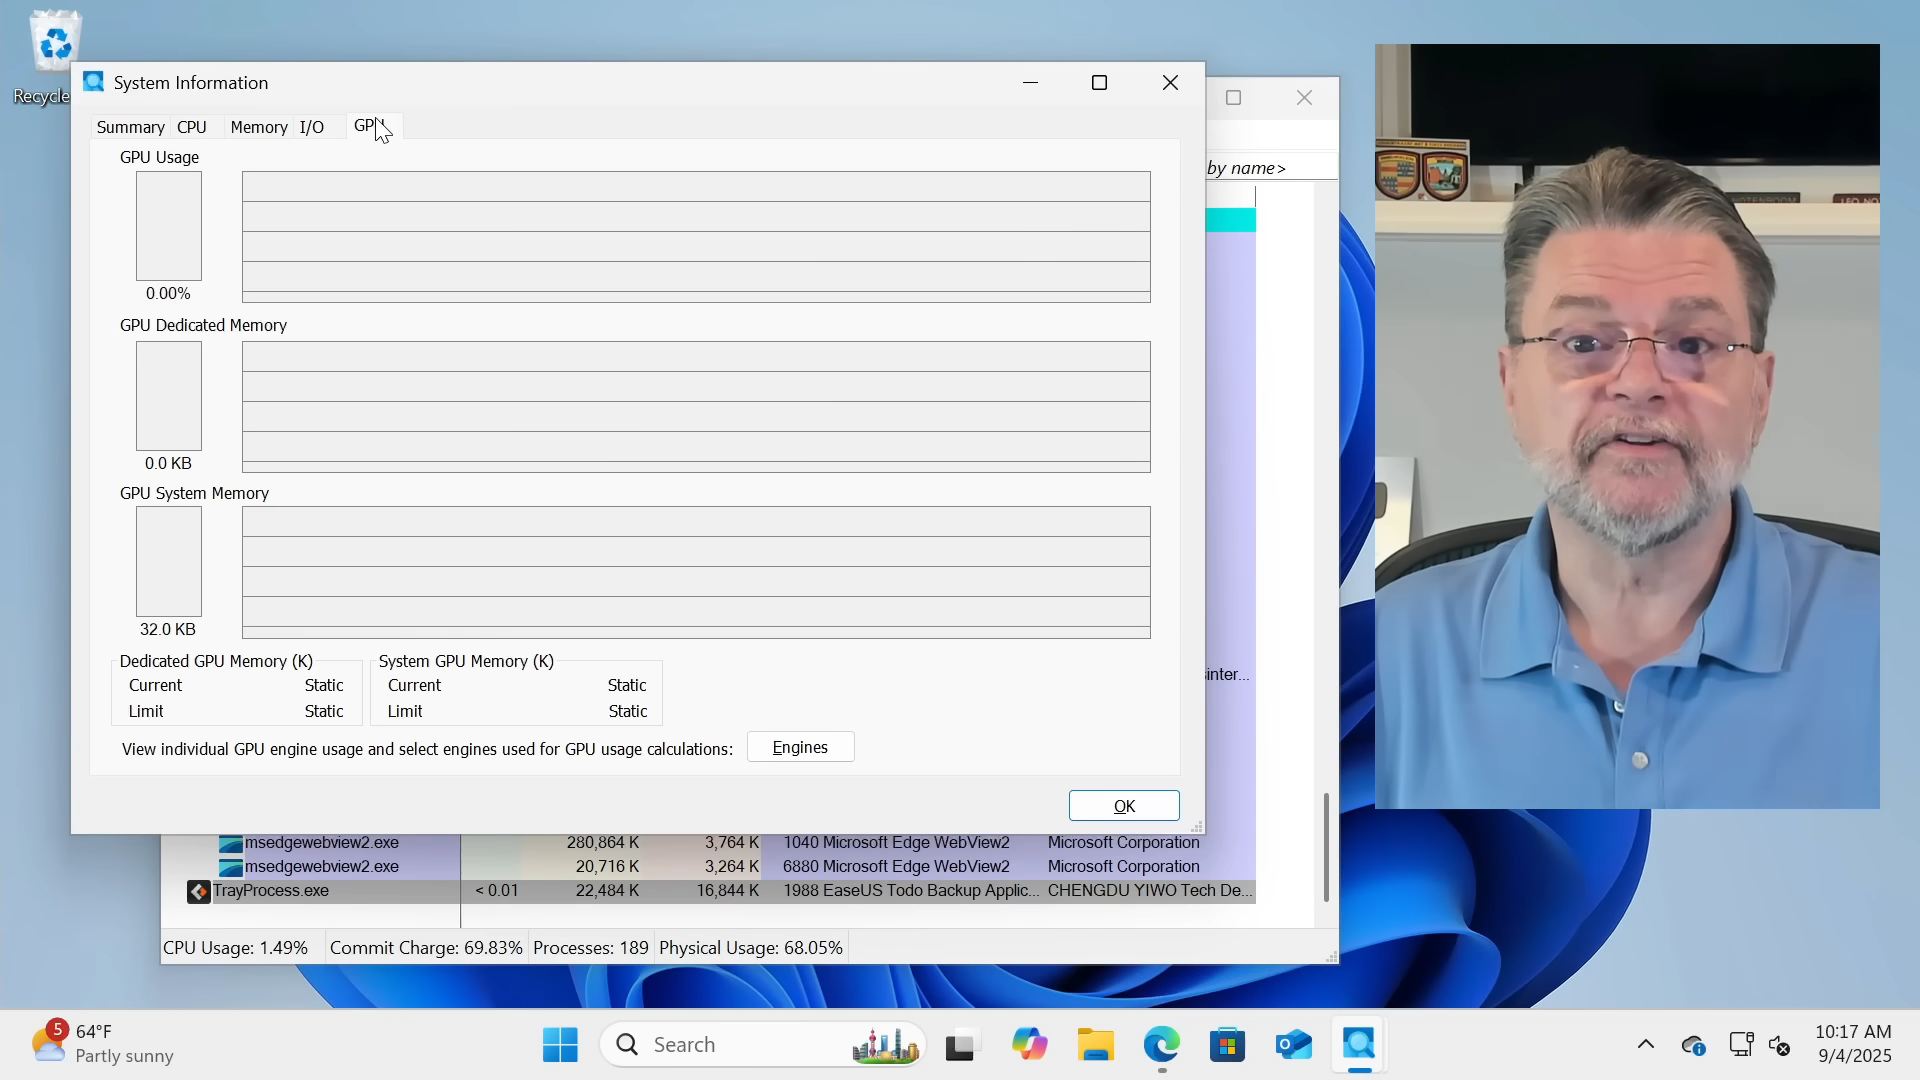 Recycle
System Information
Summary CPU Memory I/O GPU
GPU Usage
0.00%
GPU Dedicated Memory
0.0 KB
GPU System Memory
32.0 KB
Dedicated GPU Memory (K)
Current Static
Limit Static
System GPU Memory (K)
Current Static
Limit Static
View individual GPU engine usage and select engines used for GPU usage calculations: Engines
OK
by name>
inter...
msedgewebview2.exe 280,864 K 3,764 K 1040 Microsoft Edge WebView2 Microsoft Corporation
msedgewebview2.exe 20,716 K 3,264 K 6880 Microsoft Edge WebView2 Microsoft Corporation
TrayProcess.exe < 0.01 22,484 K 16,844 K 1988 EaseUS Todo Backup Applic... CHENGDU YIWO Tech De...
CPU Usage: 1.49% Commit Charge: 69.83% Processes: 189 Physical Usage: 68.05%
5
64°F
Partly sunny
Search
10:17 AM
9/4/2025